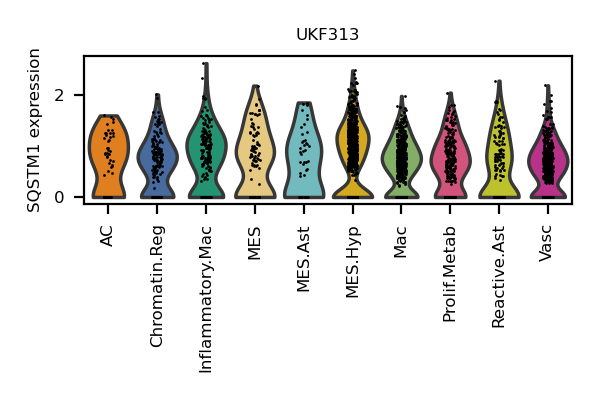 UKF313
SQSTM1 expression
2
0
AC
Chromatin.Reg
Inflammatory.Mac
MES
MES.Ast
MES.Hyp
Mac
Prolif.Metab
Reactive.Ast
Vasc